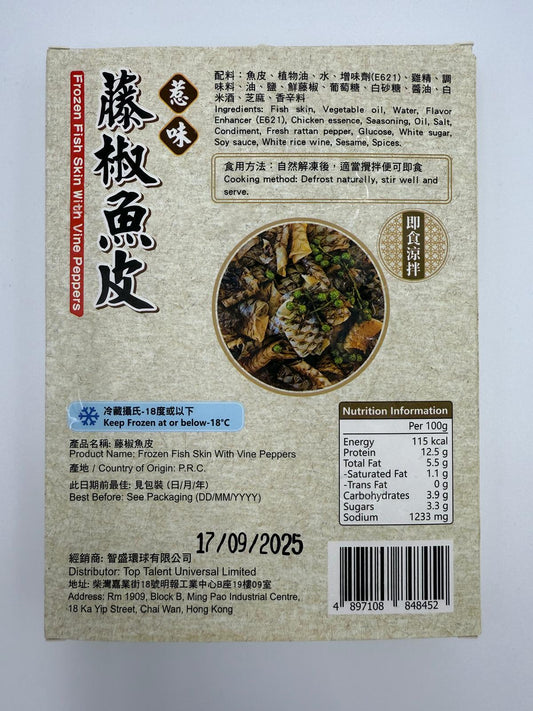 惹味
藤椒魚皮
Frozen Fish Skin With Vine Peppers
配料：魚皮、植物油、水、增味劑(E621)、雞精、調
味料、油、鹽、鮮藤椒、葡萄糖、白砂糖、醬油、白
米酒、芝麻、香辛料
Ingredients: Fish skin, Vegetable oil, Water, Flavor
Enhancer (E621), Chicken essence, Seasoning, Oil, Salt,
Condiment, Fresh rattan pepper, Glucose, White sugar,
Soy sauce, White rice wine, Sesame, Spices.
食用方法：自然解凍後，適當攪拌便可即食
Cooking method: Defrost naturally, stir well and
serve.
即食涼拌
冷藏攝氏-18度或以下
Keep Frozen at or below-18°C
產品名稱: 藤椒魚皮
Product Name: Frozen Fish Skin With Vine Peppers
產地 / Country of Origin: P.R.C.
此日期前最佳: 見包裝 (日/月/年)
Best Before: See Packaging (DD/MM/YYYY)
Nutrition Information
Per 100g
Energy 115 kcal
Protein 12.5 g
Total Fat 5.5 g
-Saturated Fat 1.1 g
-Trans Fat 0 g
Carbohydrates 3.9 g
Sugars 3.3 g
Sodium 1233 mg
17/09/2025
經銷商: 智盛環球有限公司
Distributor: Top Talent Universal Limited
地址: 柴灣嘉業街18號明報工業中心B座19樓09室
Address: Rm 1909, Block B, Ming Pao Industrial Centre,
18 Ka Yip Street, Chai Wan, Hong Kong
4 897108 848452